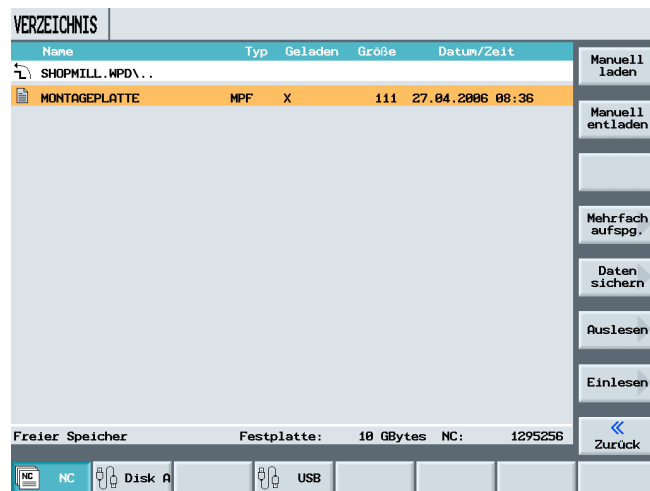 VERZEICHNIS
Name Typ Geladen Größe Datum/Zeit
SHOPMILL.WPD\..
MONTAGEPLATTE MPF X 111 27.04.2006 08:36
Manuell
laden
Manuell
entladen
Mehrfach
aufspg.
Daten
sichern
Auslesen
Einlesen
«
Zurück
Freier Speicher Festplatte: 10 GBytes NC: 1295256
NC NC Disk A USB